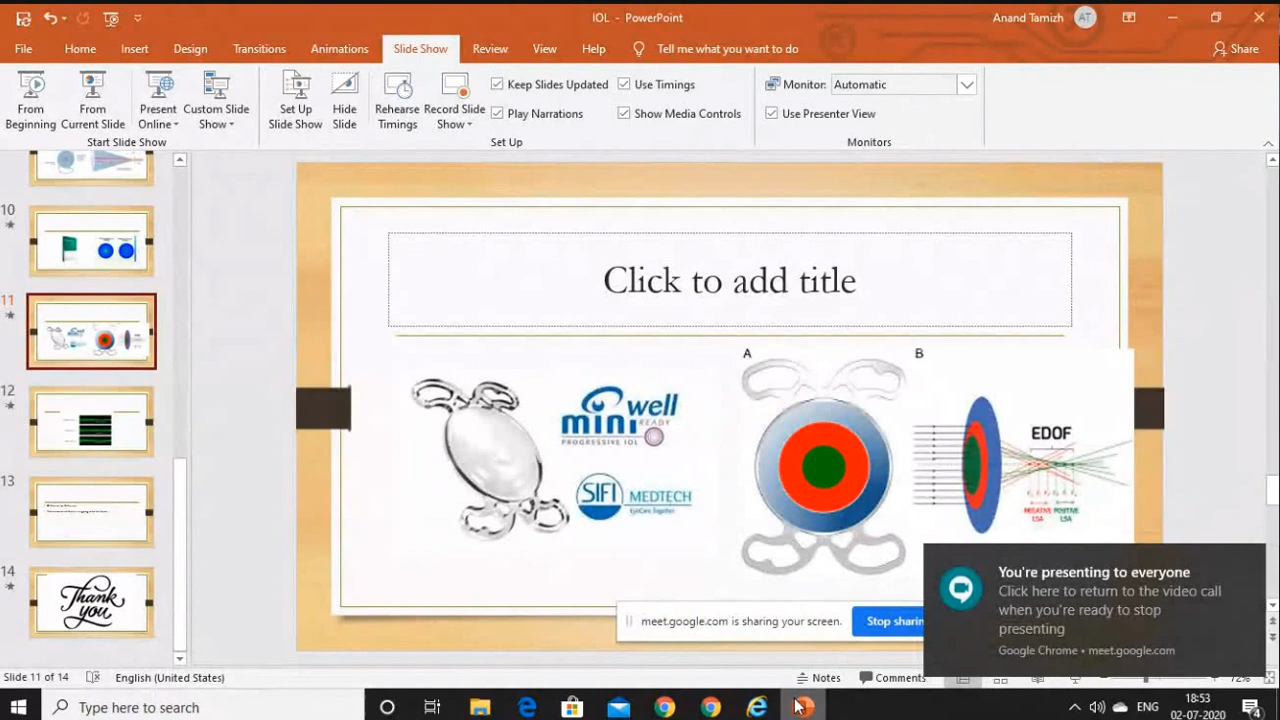 IOL - PowerPoint
Anand Tamizh
AT
File
Home
Insert
Design
Transitions
Animations
Slide Show
Review
View
Help
Tell me what you want to do
Share
From Beginning
From Current Slide
Present Online
Custom Slide Show
Start Slide Show
Set Up Slide Show
Hide Slide
Rehearse Timings
Record Slide Show
Keep Slides Updated
Play Narrations
Use Timings
Show Media Controls
Set Up
Monitor:
Automatic
Use Presenter View
Monitors
10
11
12
13
14
Thank you
Click to add title
mini well
READY
PROGRESSIVE IOL
SIFI MEDTECH
EyeCare Together
A
B
EDOF
NEGATIVE LSA
POSITIVE LSA
You're presenting to everyone
Click here to return to the video call
when you're ready to stop
presenting
Google Chrome • meet.google.com
meet.google.com is sharing your screen.
Stop sharin
Slide 11 of 14
English (United States)
Notes
Comments
72%
Type here to search
ENG
18:53
02-07-2020
4